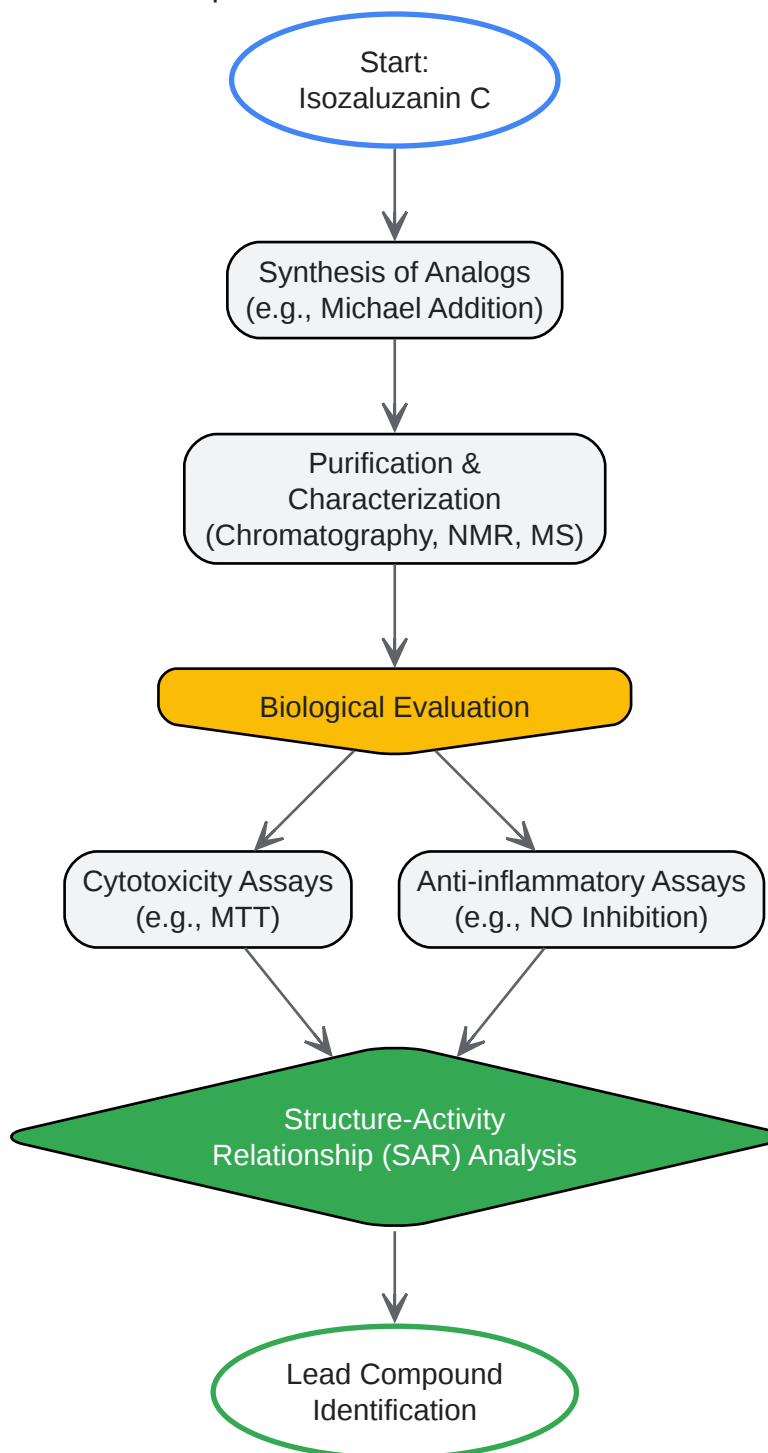 Start:
Isozaluzanin C
Synthesis of Analogs
(e.g., Michael Addition)
Purification &
Characterization
(Chromatography, NMR, MS)
Biological Evaluation
Cytotoxicity Assays
(e.g., MTT)
Anti-inflammatory Assays
(e.g., NO Inhibition)
Structure-Activity
Relationship (SAR) Analysis
Lead Compound
Identification